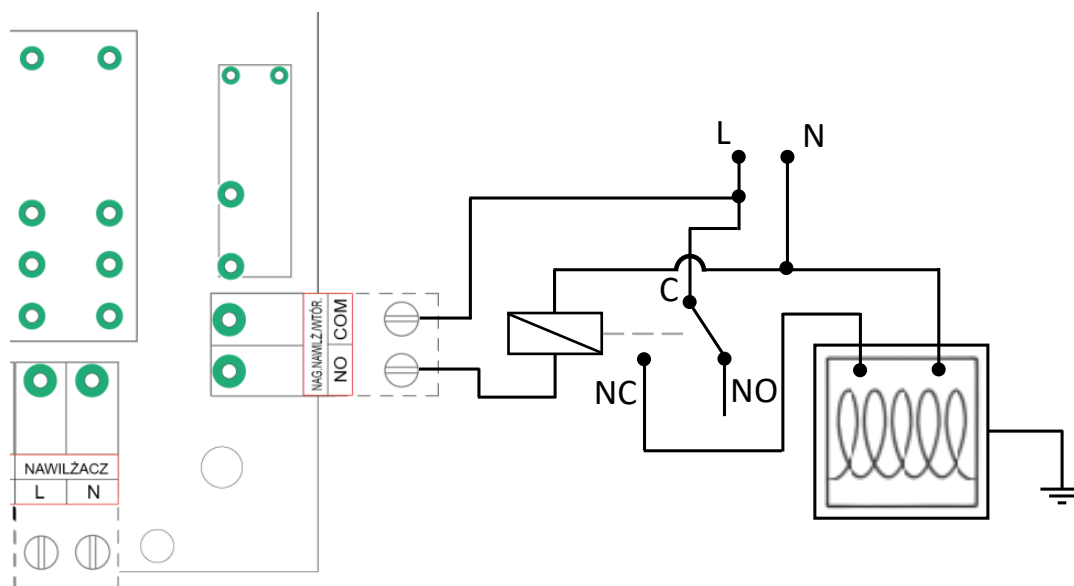 L N
C
NC NO
NAG.NAWILŻ./WTÓR.
COM
NO
NAWILŻACZ
L N